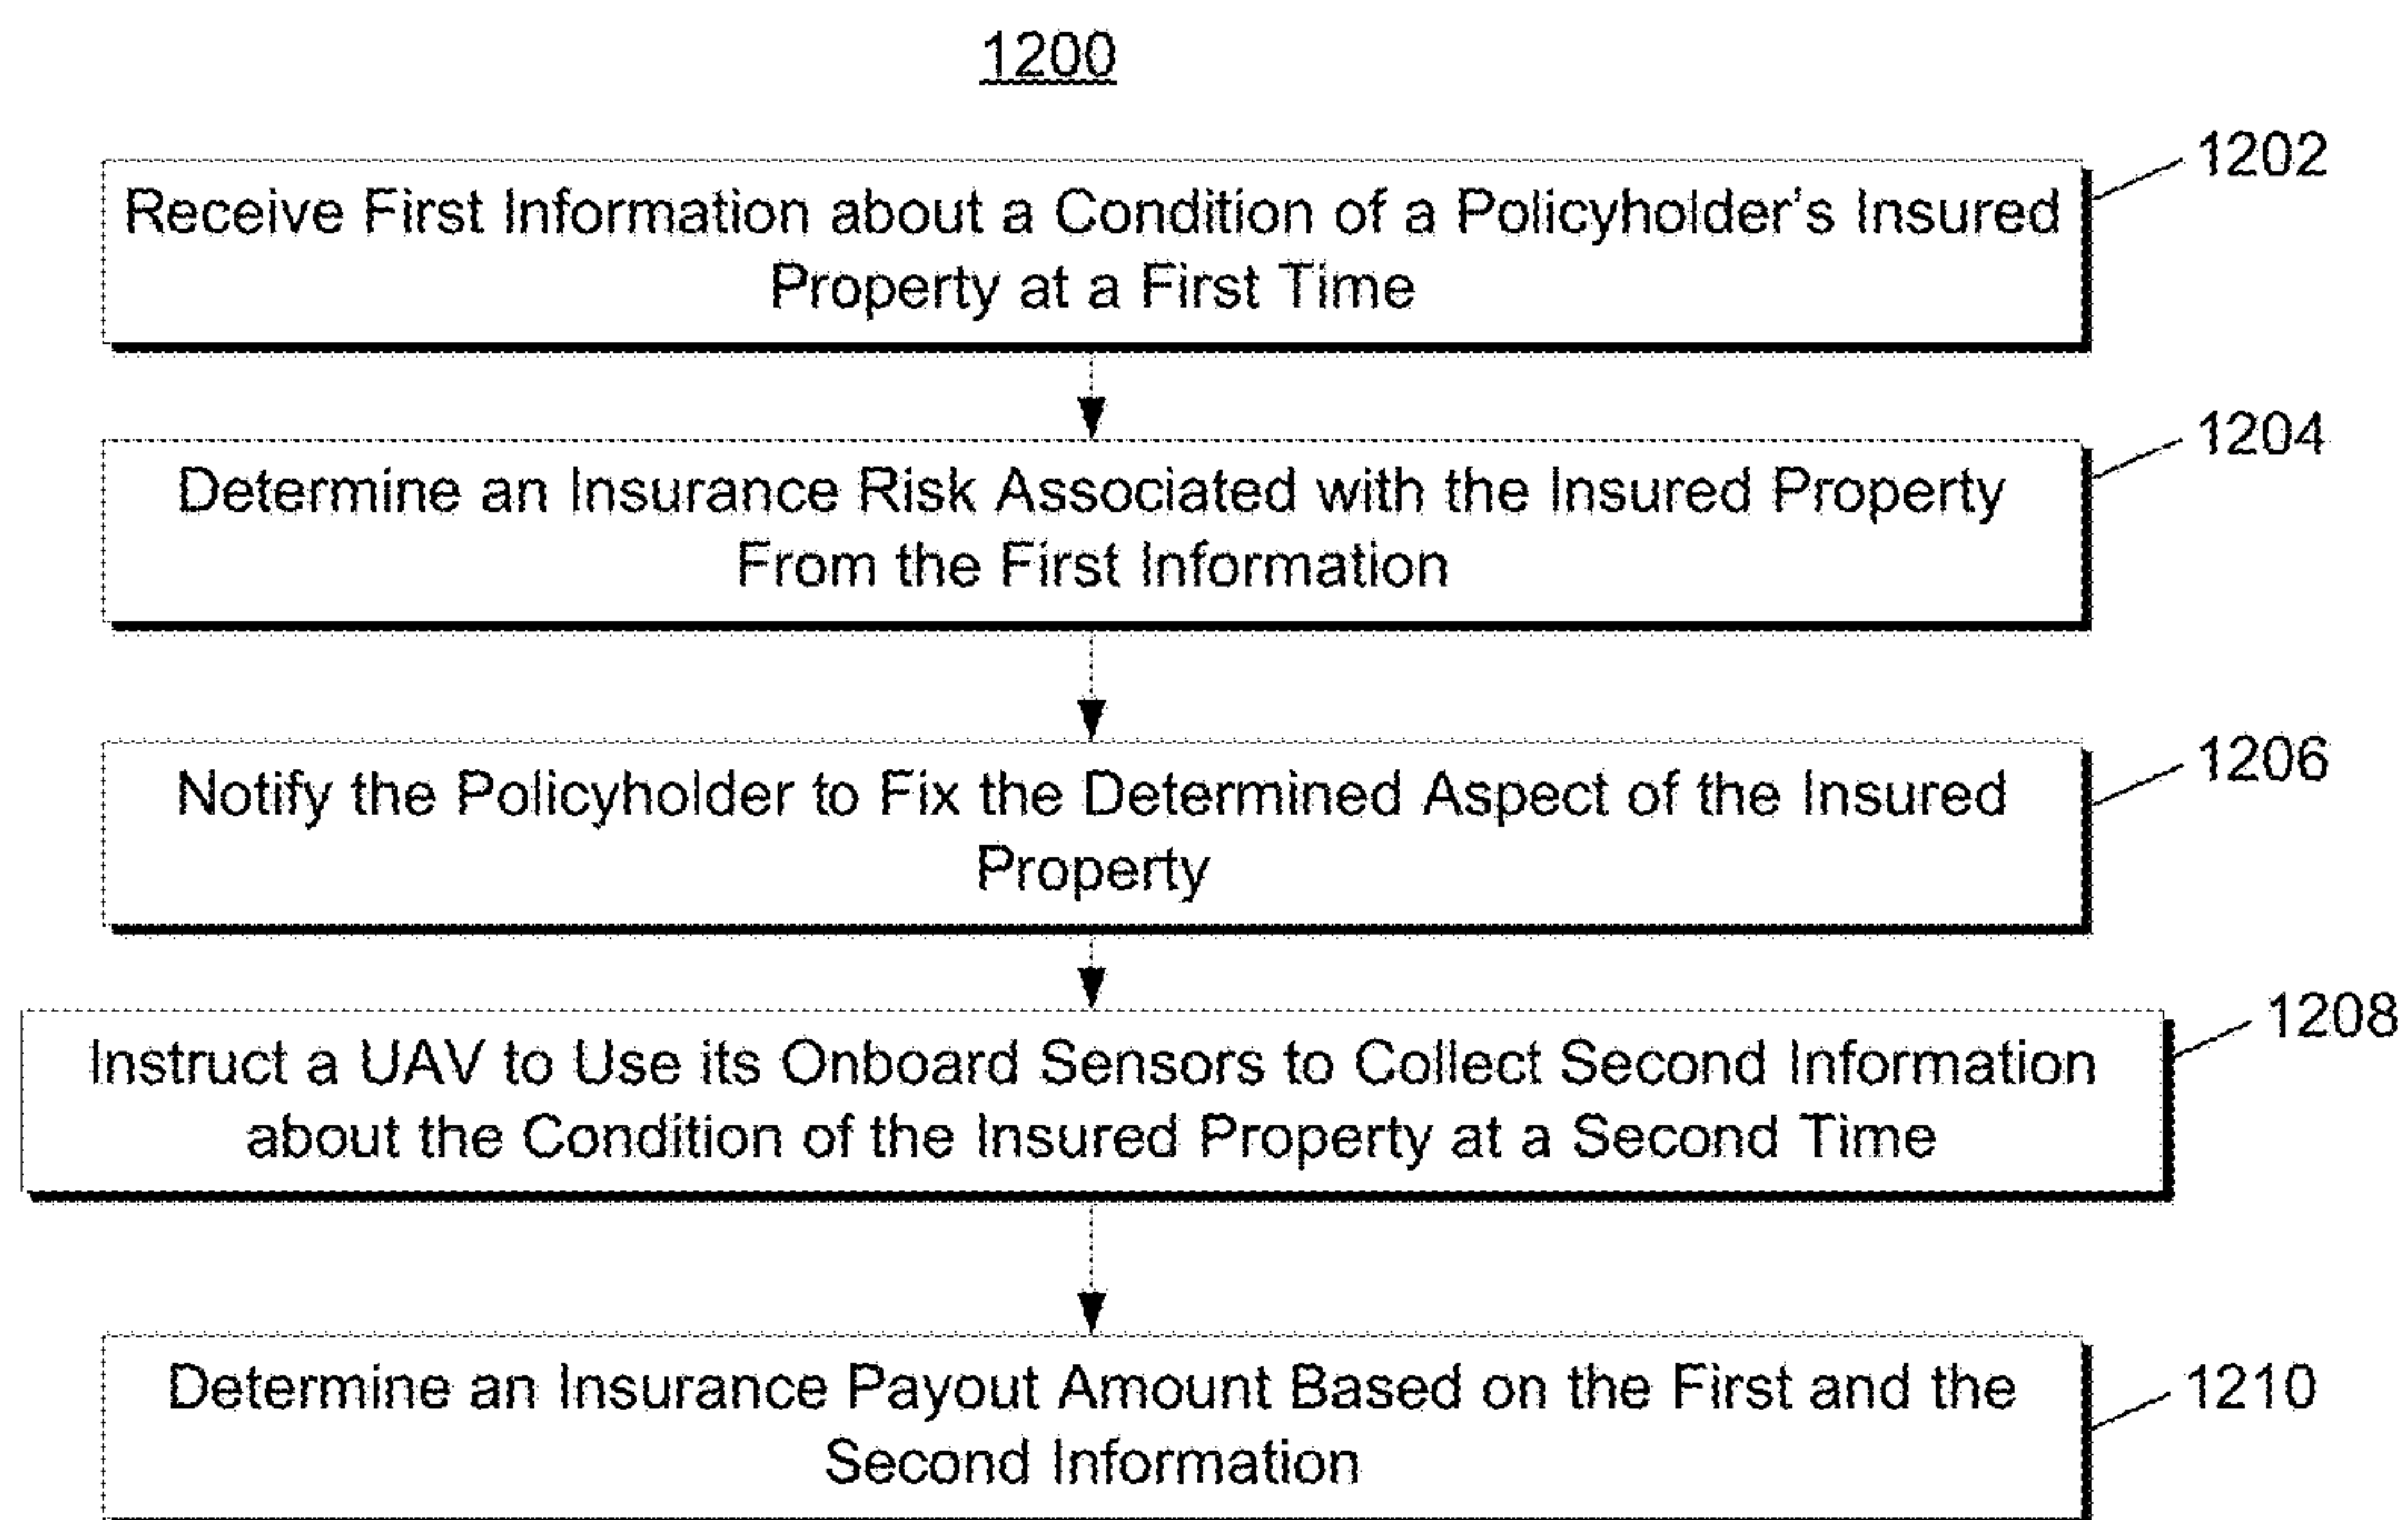 1200
1202
Receive First Information about a Condition of a Policyholder's Insured
Property at a First Time
1204
Determine an Insurance Risk Associated with the Insured Property
From the First Information
1206
Notify the Policyholder to Fix the Determined Aspect of the Insured
Property
1208
Instruct a UAV to Use its Onboard Sensors to Collect Second Information
about the Condition of the Insured Property at a Second Time
1210
Determine an Insurance Payout Amount Based on the First and the
Second Information